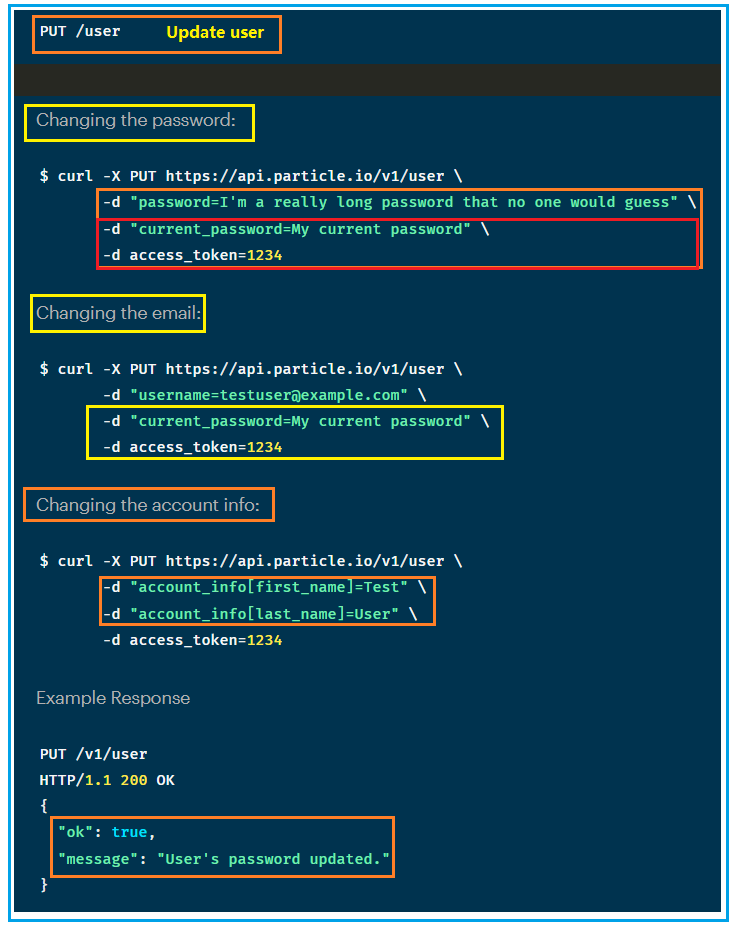 PUT /user Update user
Changing the password:
$ curl -X PUT https://api.particle.io/v1/user \
-d "password=I'm a really long password that no one would guess" \
-d "current_password=My current password" \
-d access_token=1234
Changing the email:
$ curl -X PUT https://api.particle.io/v1/user \
-d "username=testuser@example.com" \
-d "current_password=My current password" \
-d access_token=1234
Changing the account info:
$ curl -X PUT https://api.particle.io/v1/user \
-d "account_info[first_name]=Test" \
-d "account_info[last_name]=User" \
-d access_token=1234
Example Response
PUT /v1/user
HTTP/1.1 200 OK
{
"ok": true,
"message": "User's password updated."
}